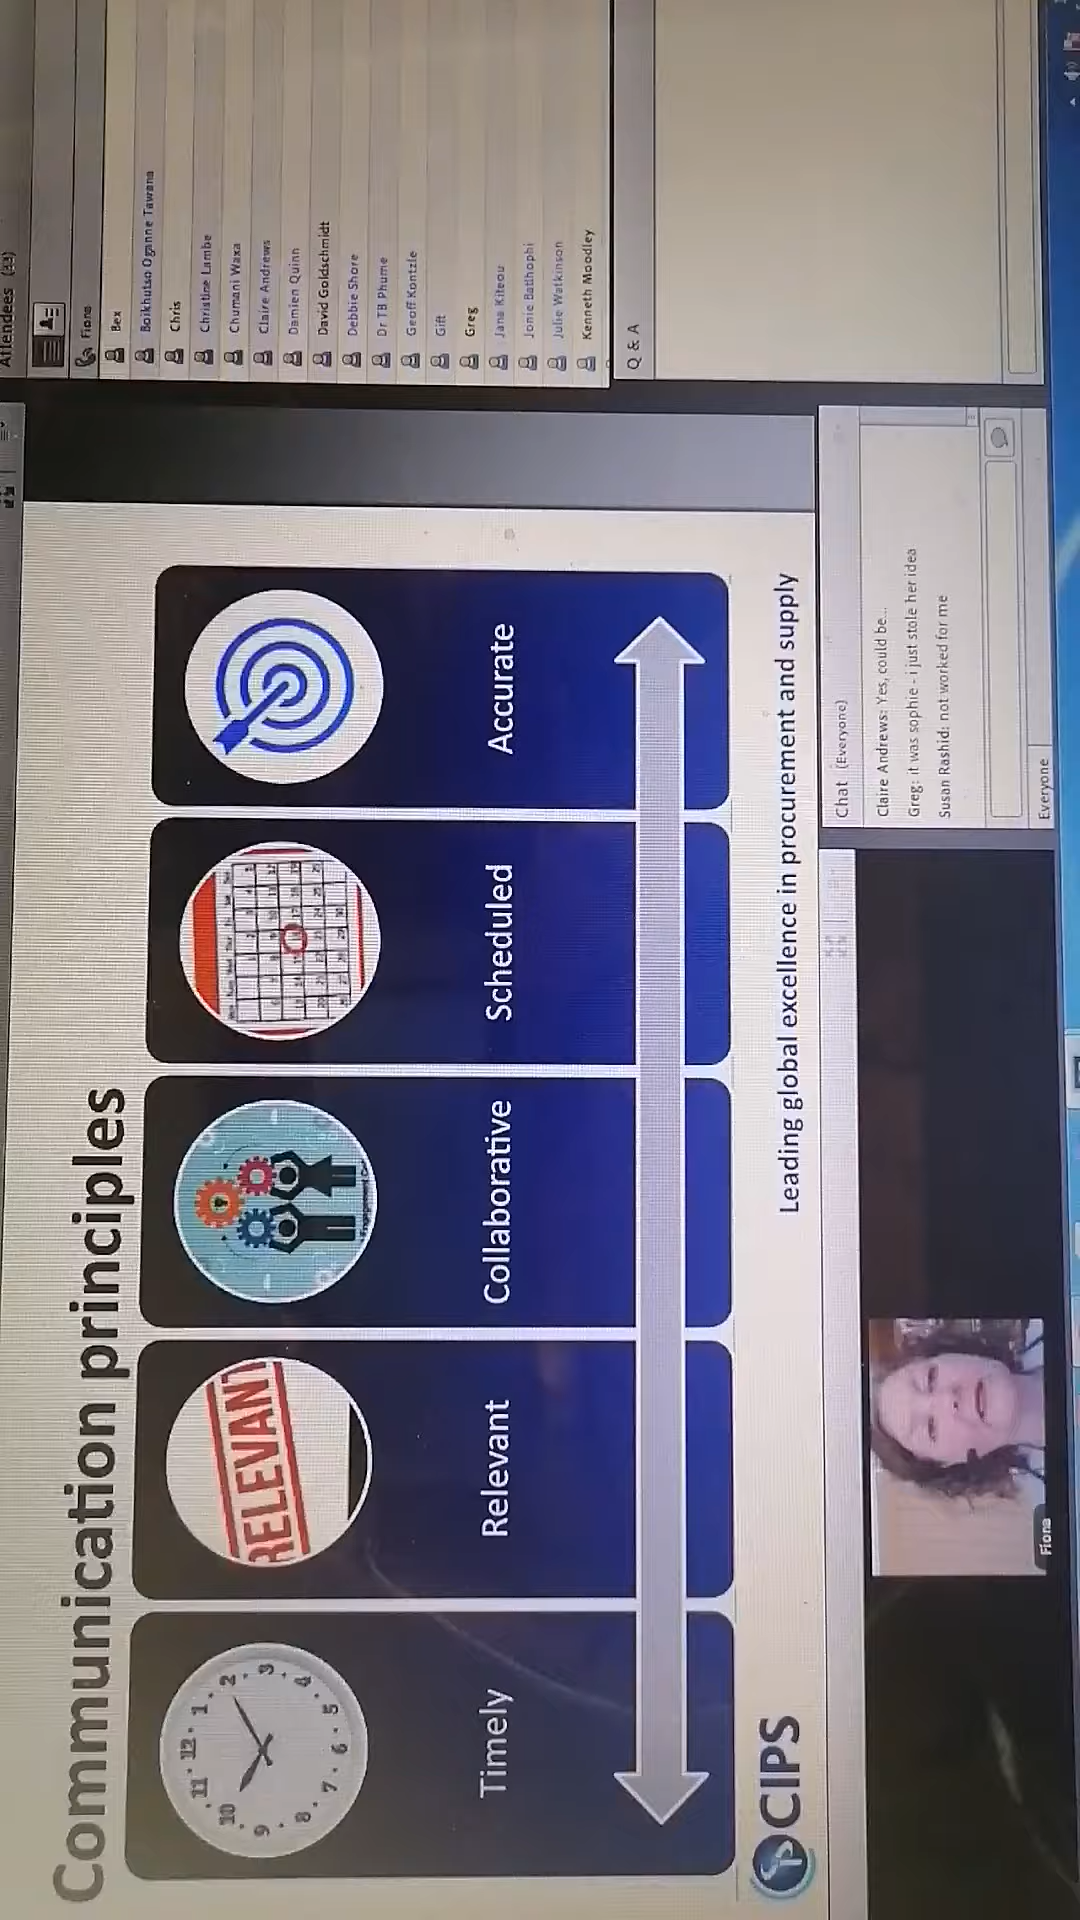 Communication principles
RELEVANT
Timely
Relevant
Collaborative
Scheduled
Accurate
CIPS
Leading global excellence in procurement and supply
Attendees (33)
Fiona
Bex
Boikhutso Oganne Tawana
Chris
Christine Lambe
Chumani Waxa
Claire Andrews
Damien Quinn
David Goldschmidt
Debbie Shore
Dr TB Phume
Geoff Kontzle
Gift
Greg
Jana Kiteou
Jonie Batlhophi
Julie Watkinson
Kenneth Moodley
Q & A
Fiona
Chat (Everyone)
Claire Andrews: Yes, could be...
Greg: it was sophie - i just stole her idea
Susan Rashid: not worked for me
Everyone